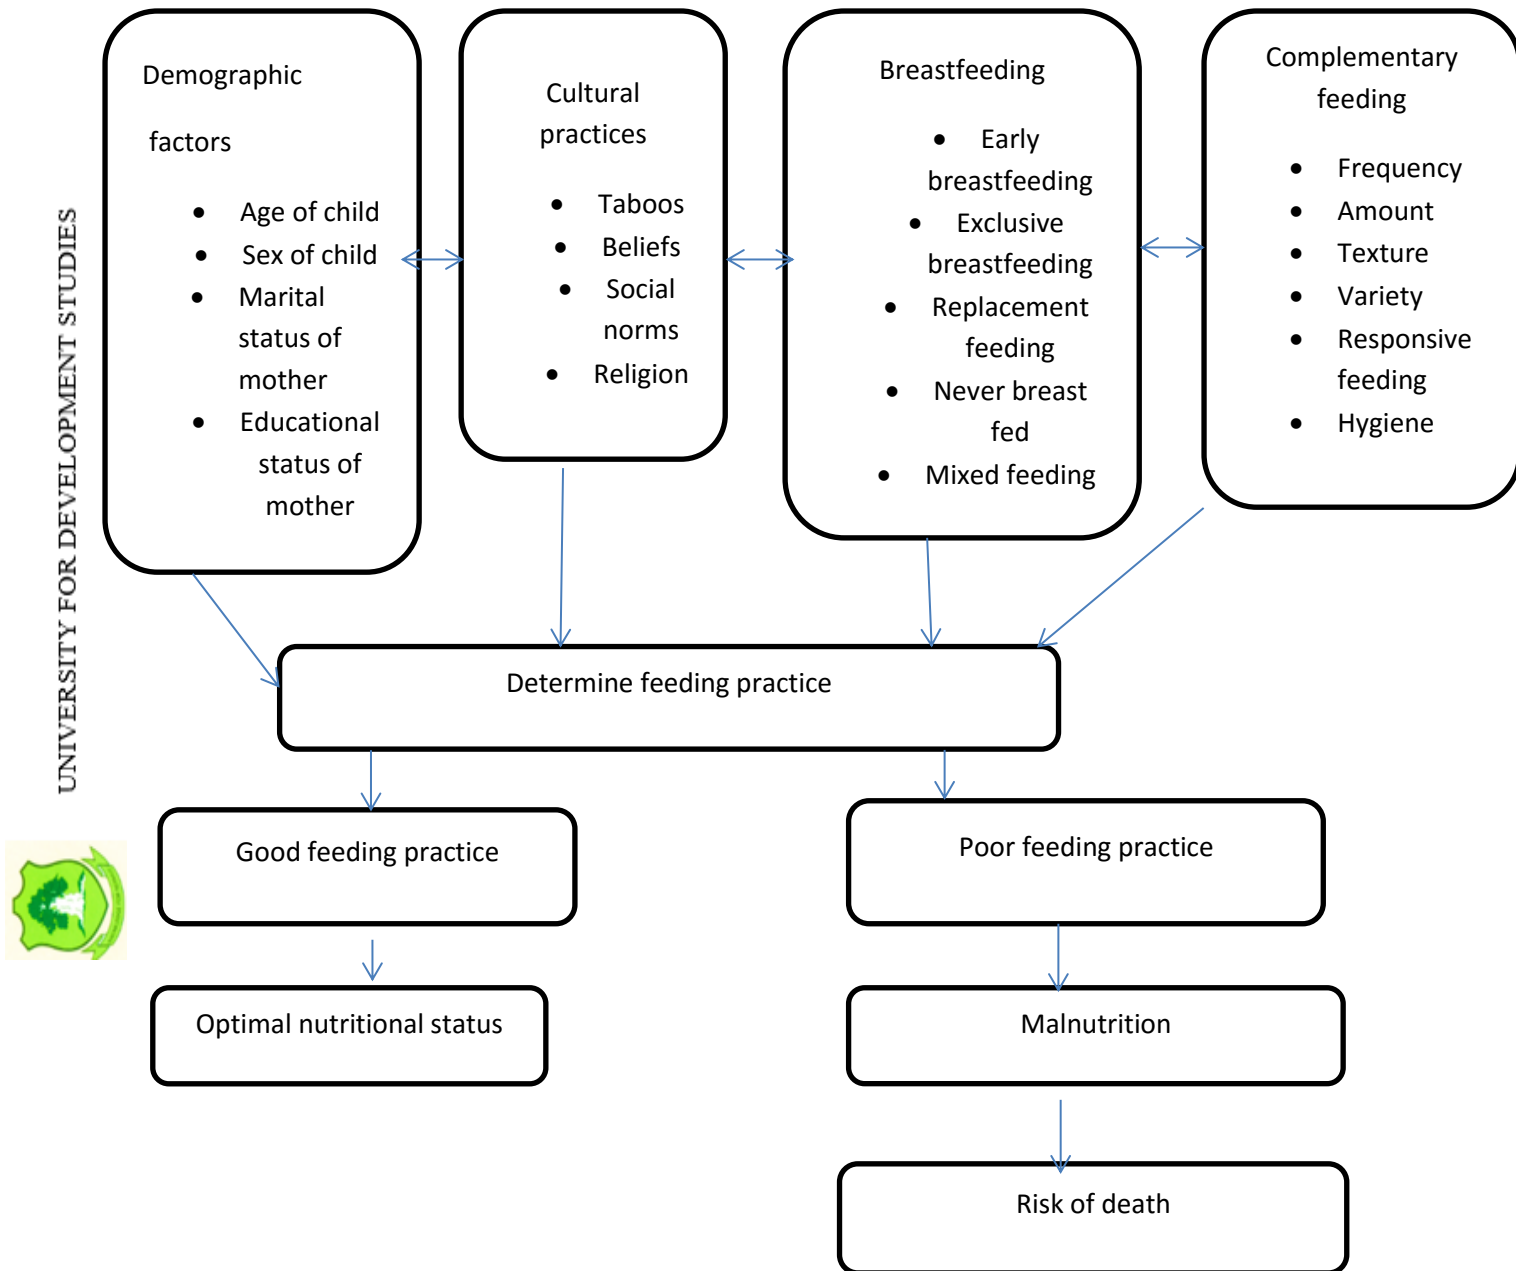 UNIVERSITY FOR DEVELOPMENT STUDIES
Demographic
factors
• Age of child
• Sex of child
• Marital
status of
mother
• Educational
status of
mother
Cultural
practices
• Taboos
• Beliefs
• Social
norms
• Religion
Breastfeeding
• Early
breastfeeding
• Exclusive
breastfeeding
• Replacement
feeding
• Never breast
fed
• Mixed feeding
Complementary
feeding
• Frequency
• Amount
• Texture
• Variety
• Responsive
feeding
• Hygiene
Determine feeding practice
Good feeding practice
Poor feeding practice
Optimal nutritional status
Malnutrition
Risk of death